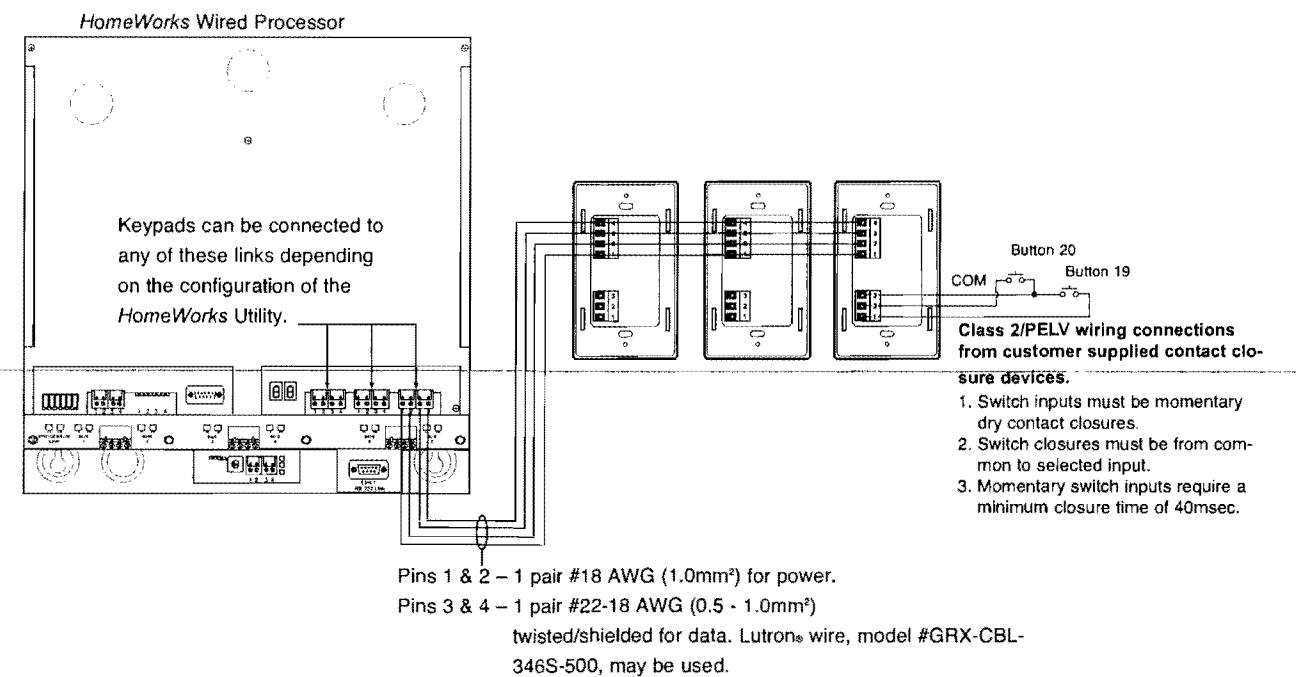 HomeWorks Wired Processor
Keypads can be connected to
any of these links depending
on the configuration of the
HomeWorks Utility.
Button 20
Button 19
COM
Class 2/PELV wiring connections
from customer supplied contact clo-
sure devices.
1. Switch inputs must be momentary
dry contact closures.
2. Switch closures must be from com-
mon to selected input.
3. Momentary switch inputs require a
minimum closure time of 40msec.
Pins 1 & 2 – 1 pair #18 AWG (1.0mm²) for power.
Pins 3 & 4 – 1 pair #22-18 AWG (0.5 - 1.0mm²)
twisted/shielded for data. Lutron® wire, model #GRX-CBL-
346S-500, may be used.